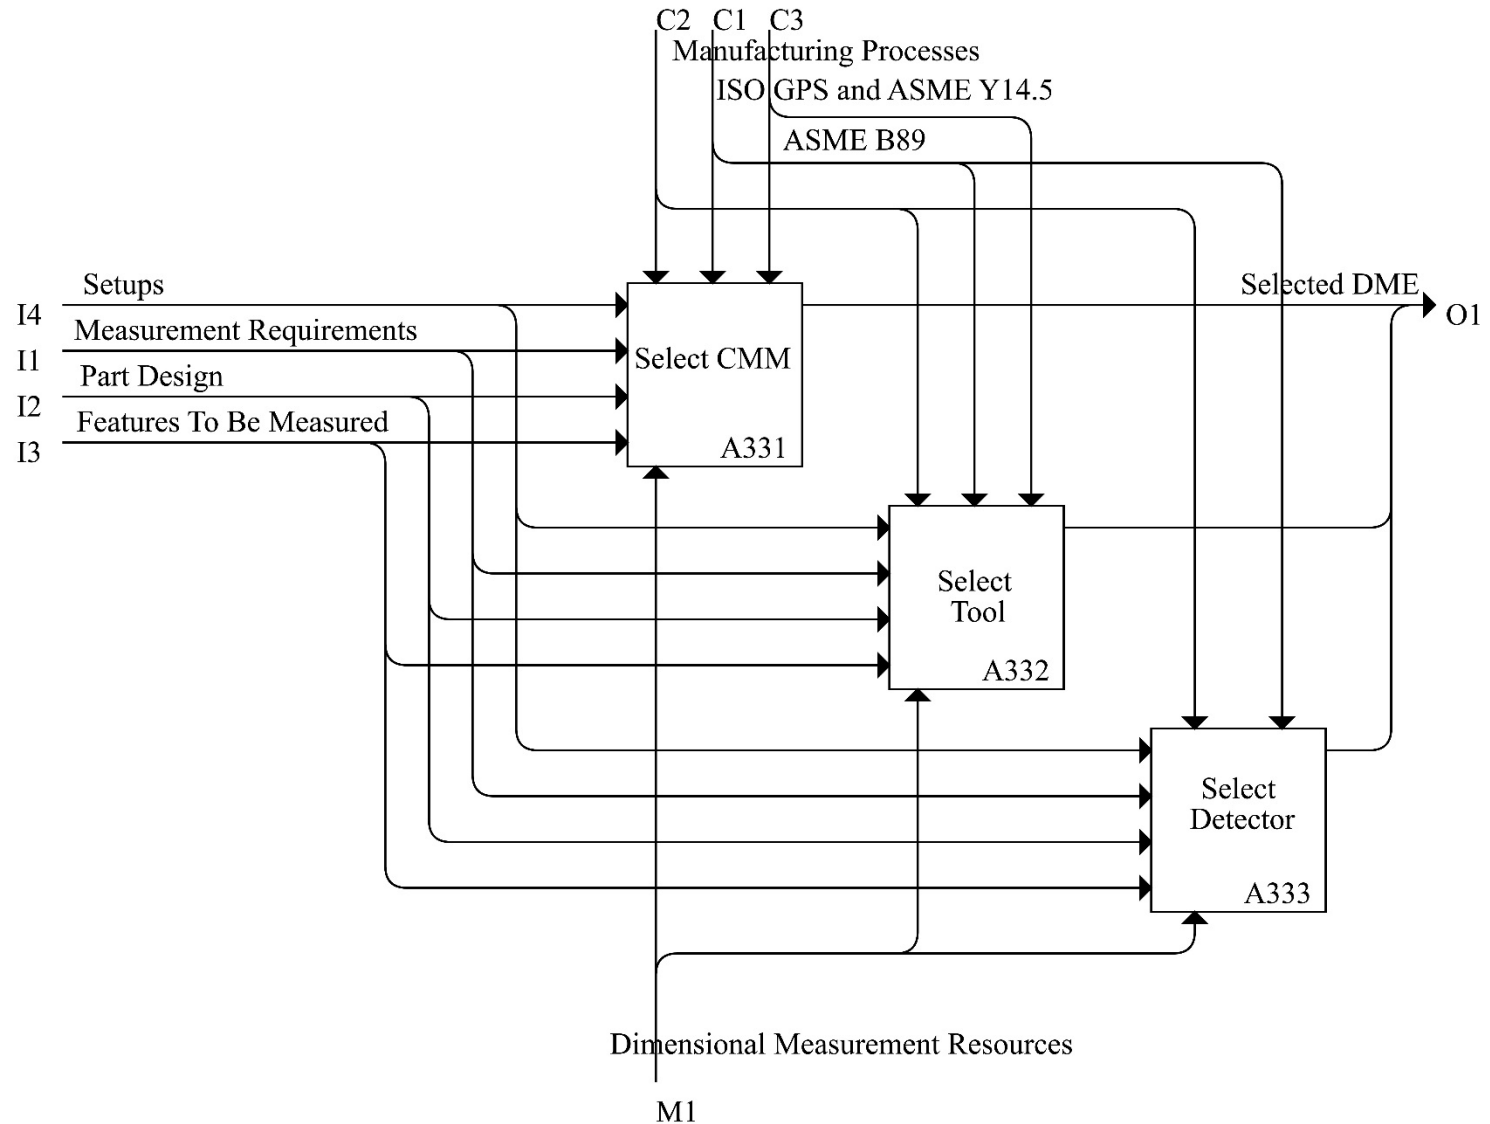 C2 C1 C3
Manufacturing Processes
ISO GPS and ASME Y14.5
ASME B89
Setups
I4
Measurement Requirements
I1
Part Design
I2
Features To Be Measured
I3
Select CMM
A331
Selected DME
O1
Select
Tool
A332
Select
Detector
A333
Dimensional Measurement Resources
M1